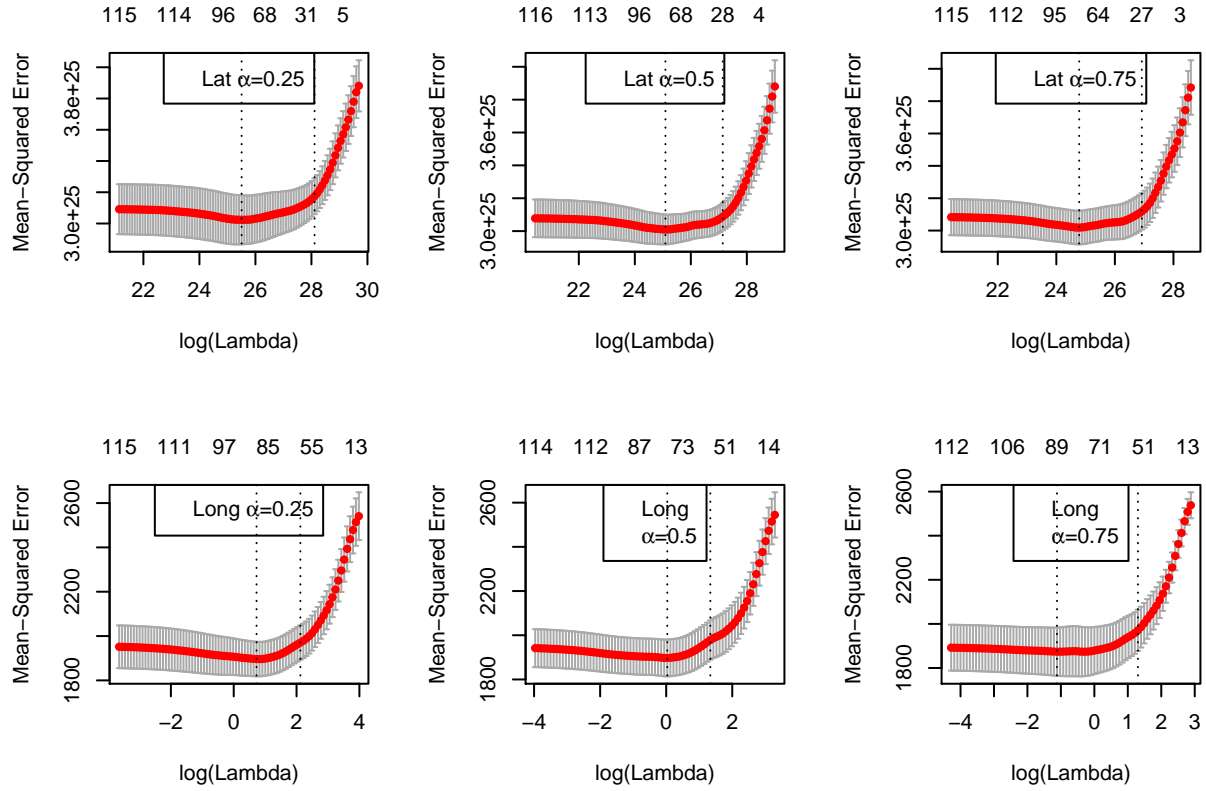 115 114 96 68 31 5
Lat α=0.25
Mean−Squared Error
3.0e+25 3.8e+25
22 24 26 28 30
log(Lambda)
116 113 96 68 28 4
Lat α=0.5
Mean−Squared Error
3.0e+25 3.6e+25
22 24 26 28
log(Lambda)
115 112 95 64 27 3
Lat α=0.75
Mean−Squared Error
3.0e+25 3.6e+25
22 24 26 28
log(Lambda)
115 111 97 85 55 13
Long α=0.25
Mean−Squared Error
1800 2200 2600
−2 0 2 4
log(Lambda)
114 112 87 73 51 14
Long
α=0.5
Mean−Squared Error
1800 2200 2600
−4 −2 0 2
log(Lambda)
112 106 89 71 51 13
Long
α=0.75
Mean−Squared Error
1800 2200 2600
−4 −2 0 1 2 3
log(Lambda)